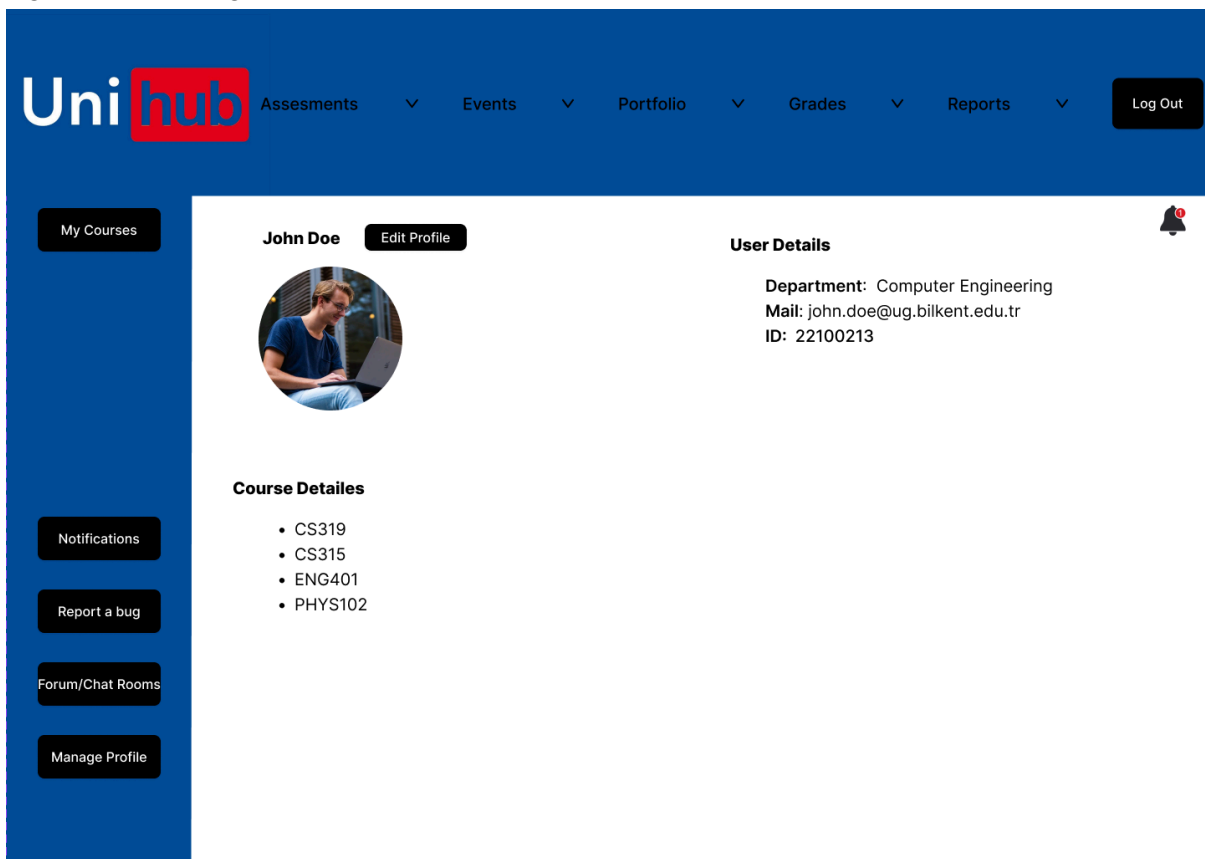 Uni hub
Assesments
Events
Portfolio
Grades
Reports
Log Out
My Courses
John Doe
Edit Profile
1
User Details
Department: Computer Engineering
Mail: john.doe@ug.bilkent.edu.tr
ID: 22100213
Course Detailes
• CS319
• CS315
• ENG401
• PHYS102
Notifications
Report a bug
Forum/Chat Rooms
Manage Profile